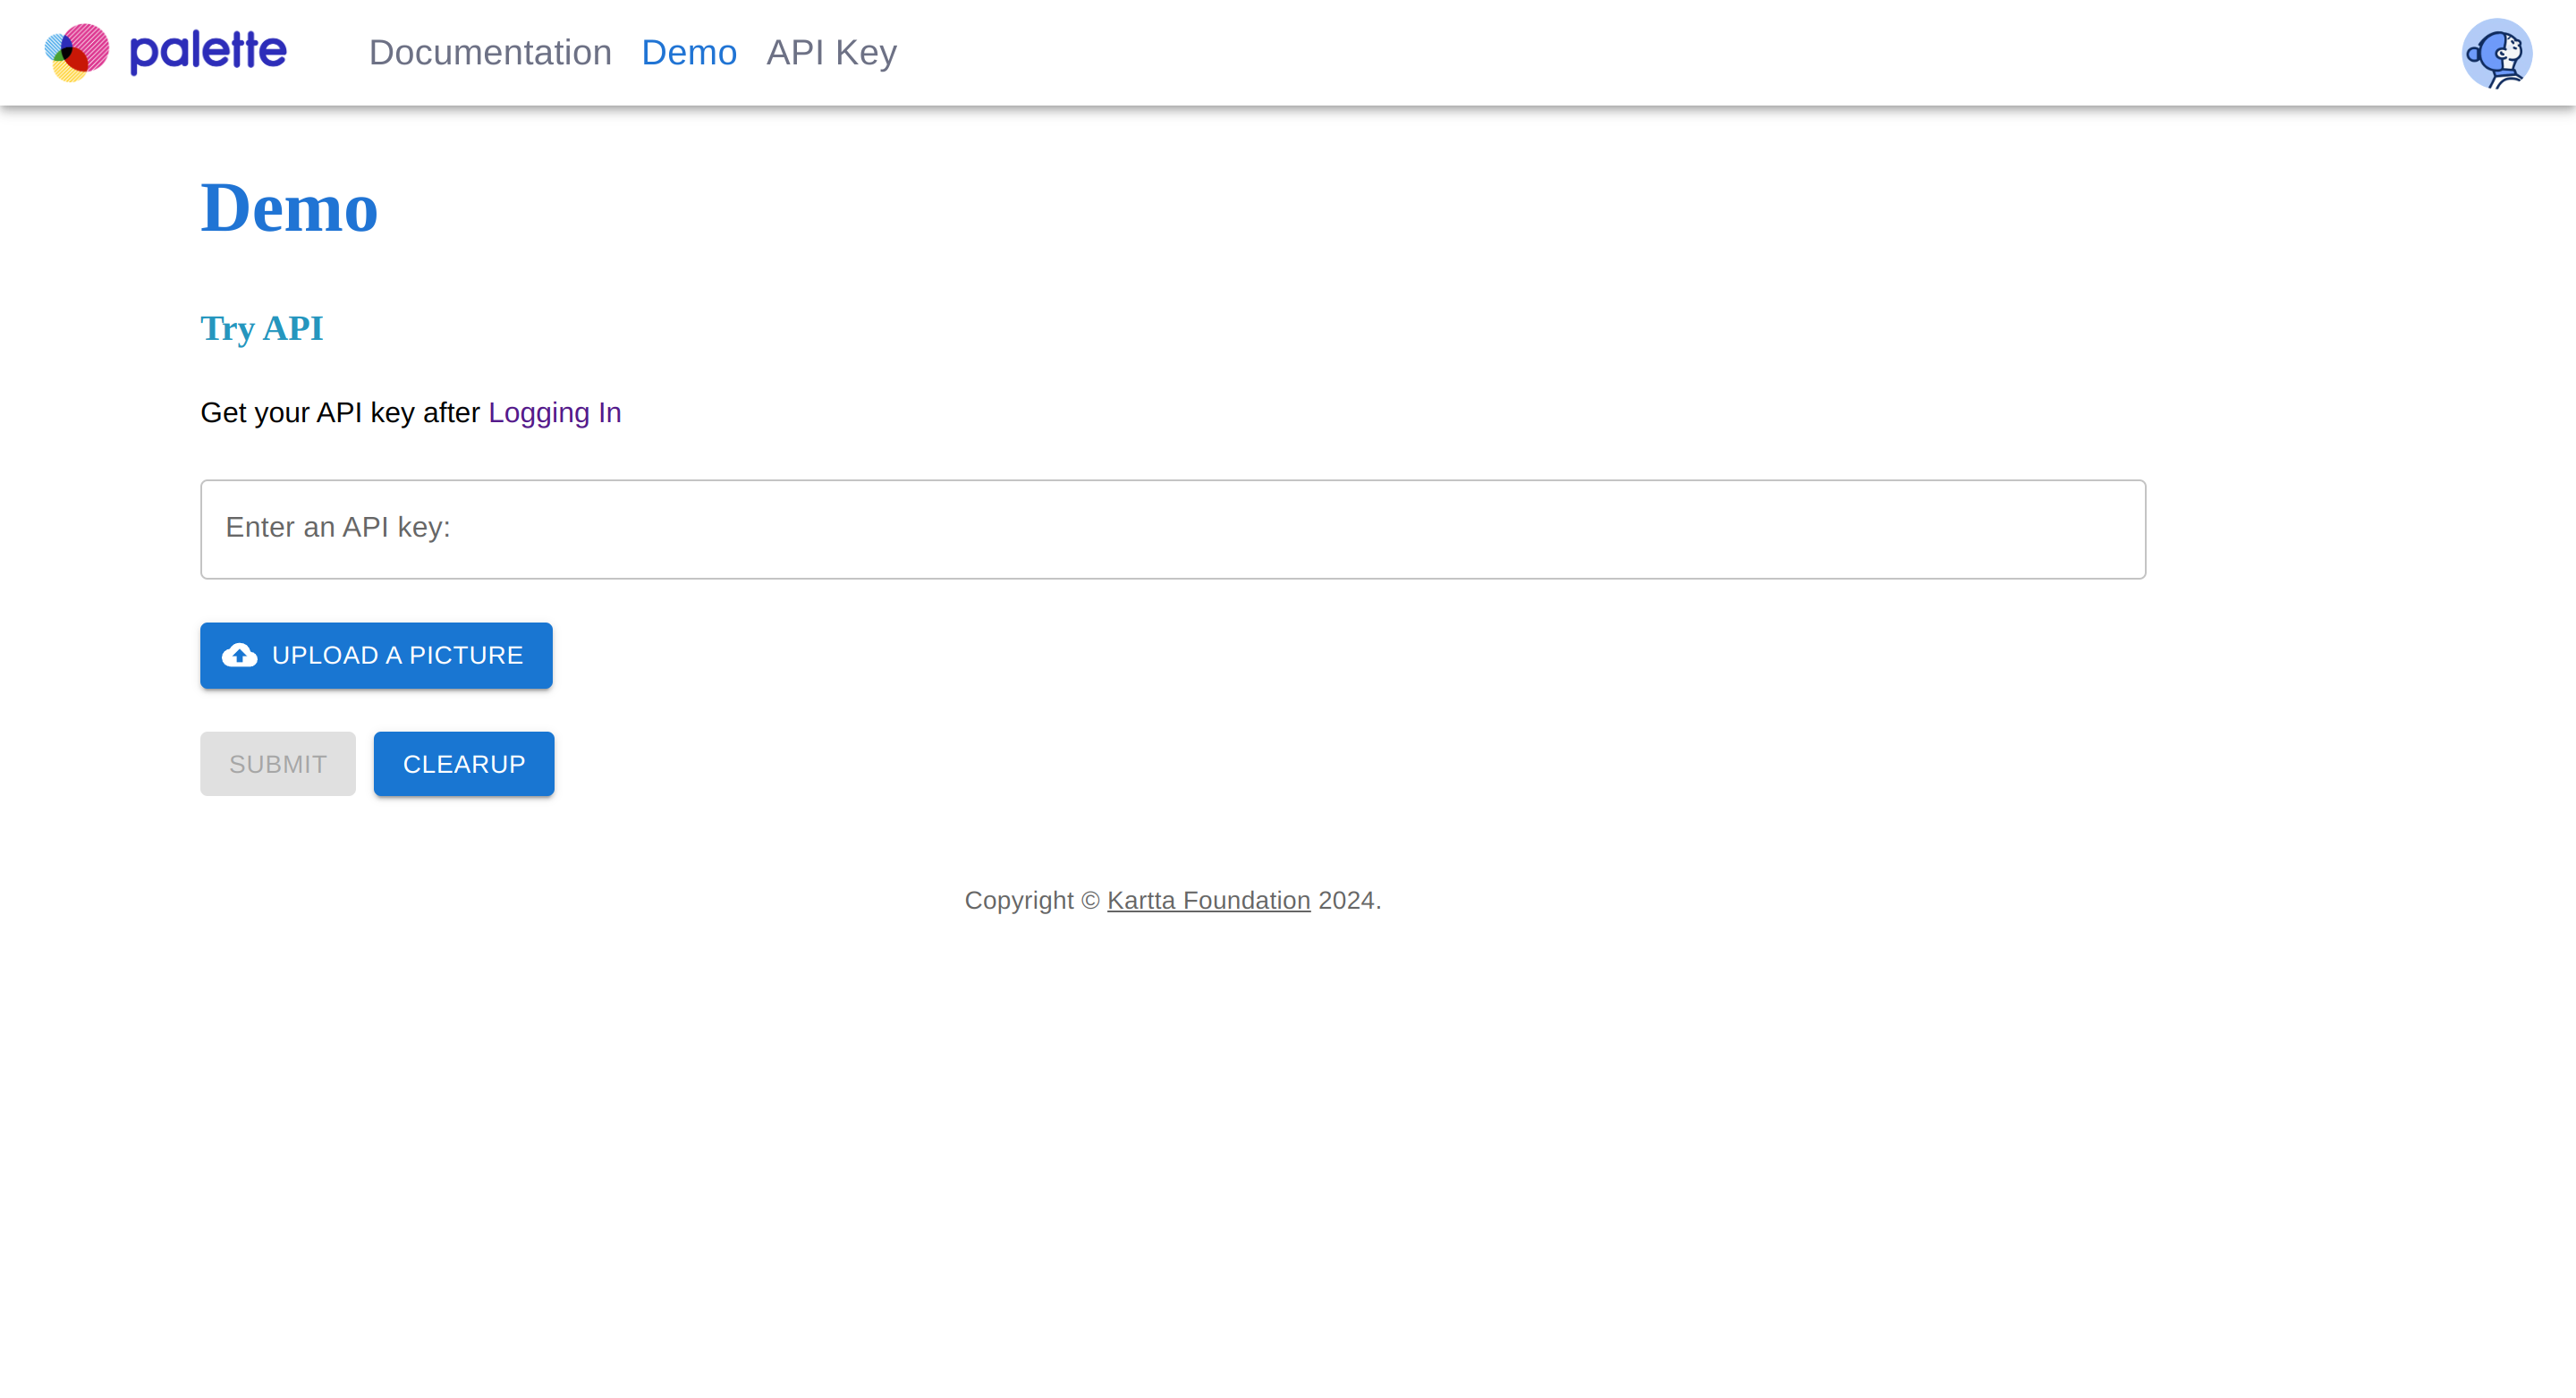 palette Documentation Demo API Key
Demo
Try API
Get your API key after Logging In
Enter an API key:
UPLOAD A PICTURE
SUBMIT CLEARUP
Copyright © Kartta Foundation 2024.